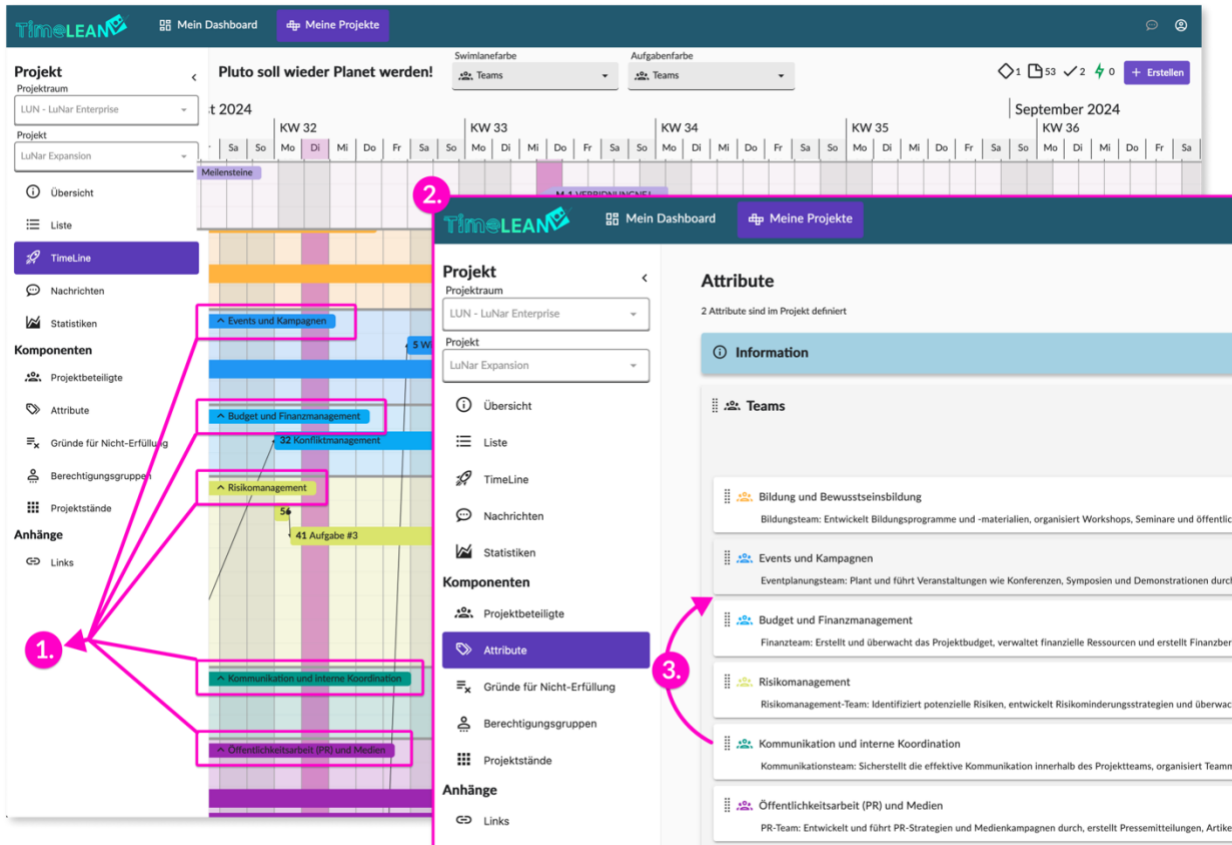 TimeLEAN
Mein Dashboard
Meine Projekte
Projekt
Projektraum
LUN - LuNar Enterprise
Projekt
LuNar Expansion
Übersicht
Liste
TimeLine
Nachrichten
Statistiken
Komponenten
Projektbeteiligte
Attribute
Gründe für Nicht-Erfüllung
Berechtigungsgruppen
Projektstände
Anhänge
Links
Pluto soll wieder Planet werden!
Swimlanefarbe
Teams
Aufgabenfarbe
Teams
1 53 2 0
+ Erstellen
t 2024
September 2024
KW 32 KW 33 KW 34 KW 35 KW 36
Sa So Mo Di Mi Do Fr Sa So Mo Di Mi Do Fr Sa So Mo Di Mi Do Fr Sa So Mo Di Mi Do Fr Sa So Mo Di Mi Do Fr Sa
Meilensteine
Events und Kampagnen
5 W
Budget und Finanzmanagement
32 Konfliktmanagement
Risikomanagement
41 Aufgabe #3
Kommunikation und interne Koordination
Öffentlichkeitsarbeit (PR) und Medien
1.
2.
TimeLEAN
Mein Dashboard
Meine Projekte
Projekt
Projektraum
LUN - LuNar Enterprise
Projekt
LuNar Expansion
Übersicht
Liste
TimeLine
Nachrichten
Statistiken
Komponenten
Projektbeteiligte
Attribute
Gründe für Nicht-Erfüllung
Berechtigungsgruppen
Projektstände
Anhänge
Links
3.
Attribute
2 Attribute sind im Projekt definiert
Information
Teams
Bildung und Bewusstseinsbildung
Bildungsteam: Entwickelt Bildungsprogramme und -materialien, organisiert Workshops, Seminare und öffentlic
Events und Kampagnen
Eventplanungsteam: Plant und führt Veranstaltungen wie Konferenzen, Symposien und Demonstrationen durch
Budget und Finanzmanagement
Finanzteam: Erstellt und überwacht das Projektbudget, verwaltet finanzielle Ressourcen und erstellt Finanzber
Risikomanagement
Risikomanagement-Team: Identifiziert potenzielle Risiken, entwickelt Risikominderungsstrategien und überwac
Kommunikation und interne Koordination
Kommunikationsteam: Sicherstellt die effektive Kommunikation innerhalb des Projektteams, organisiert Teamm
Öffentlichkeitsarbeit (PR) und Medien
PR-Team: Entwickelt und führt PR-Strategien und Medienkampagnen durch, erstellt Pressemitteilungen, Artike